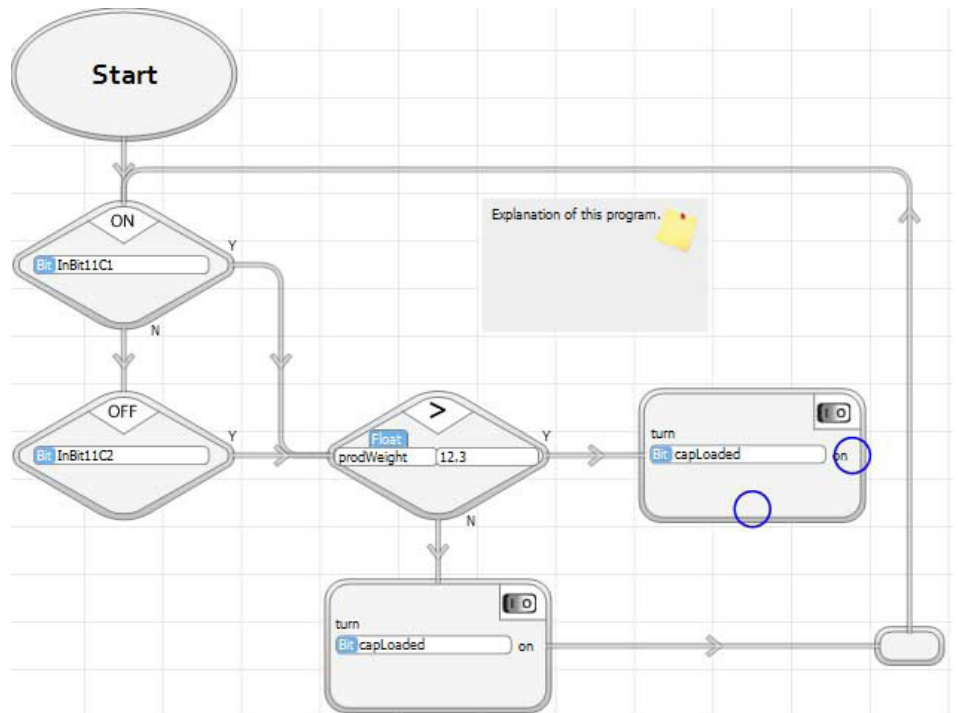 Start
ON
Explanation of this program.
Y
Bit InBit11C1
N
OFF
>
I O
Y
Float
Y
turn
Bit InBit11C2
prodWeight 12.3
Bit capLoaded on
N
I O
turn
Bit capLoaded on